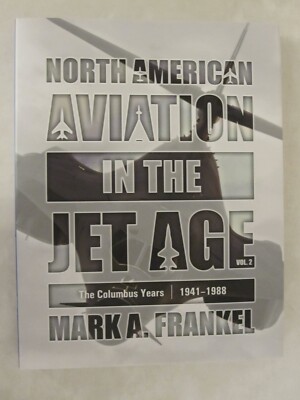 NORTH AMERICAN
AVIATION
IN THE
JET AGE
VOL. 2
The Columbus Years | 1941–1988
MARK A. FRANKEL